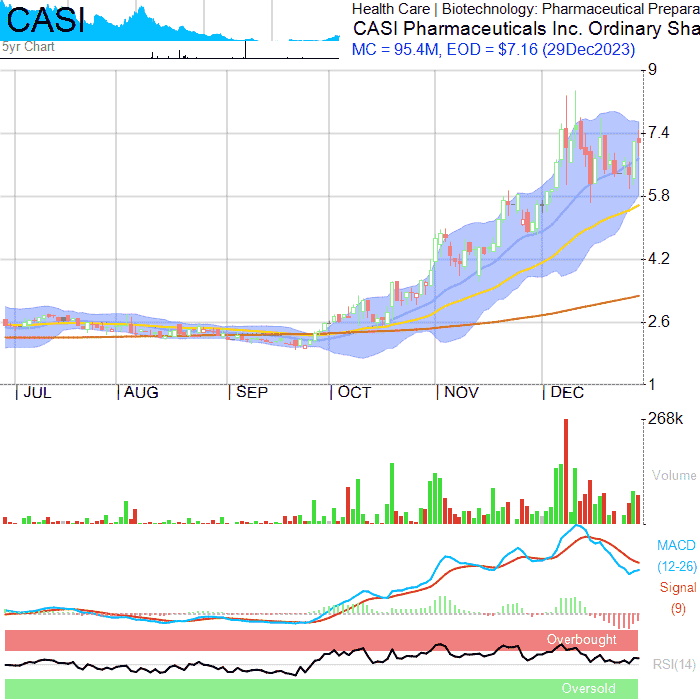 CASI
5yr Chart
Health Care | Biotechnology: Pharmaceutical Prepara
CASI Pharmaceuticals Inc. Ordinary Sha
MC = 95.4M, EOD = $7.16 (29Dec2023)
9
7.4
5.8
4.2
2.6
1
| JUL | AUG | SEP | OCT | NOV | DEC
268k
Volume
MACD
(12-26)
Signal
(9)
Overbought
RSI(14)
Oversold